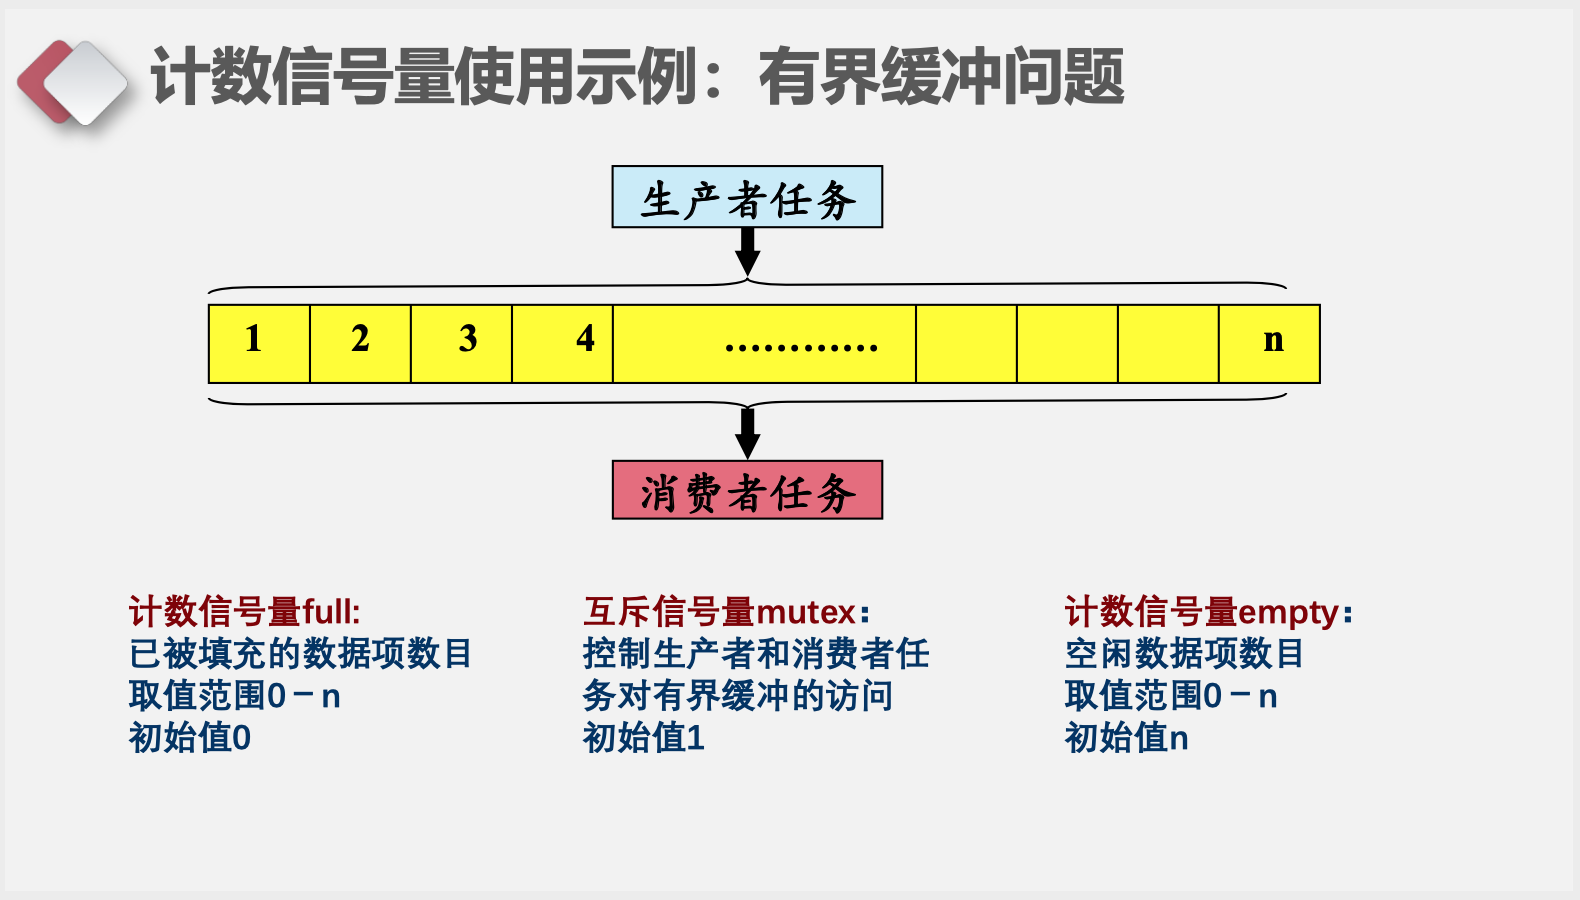 计数信号量使用示例：有界缓冲问题
生产者任务
1 2 3 4 ………… n
消费者任务
计数信号量full:
已被填充的数据项数目
取值范围0－n
初始值0
互斥信号量mutex：
控制生产者和消费者任
务对有界缓冲的访问
初始值1
计数信号量empty：
空闲数据项数目
取值范围0－n
初始值n